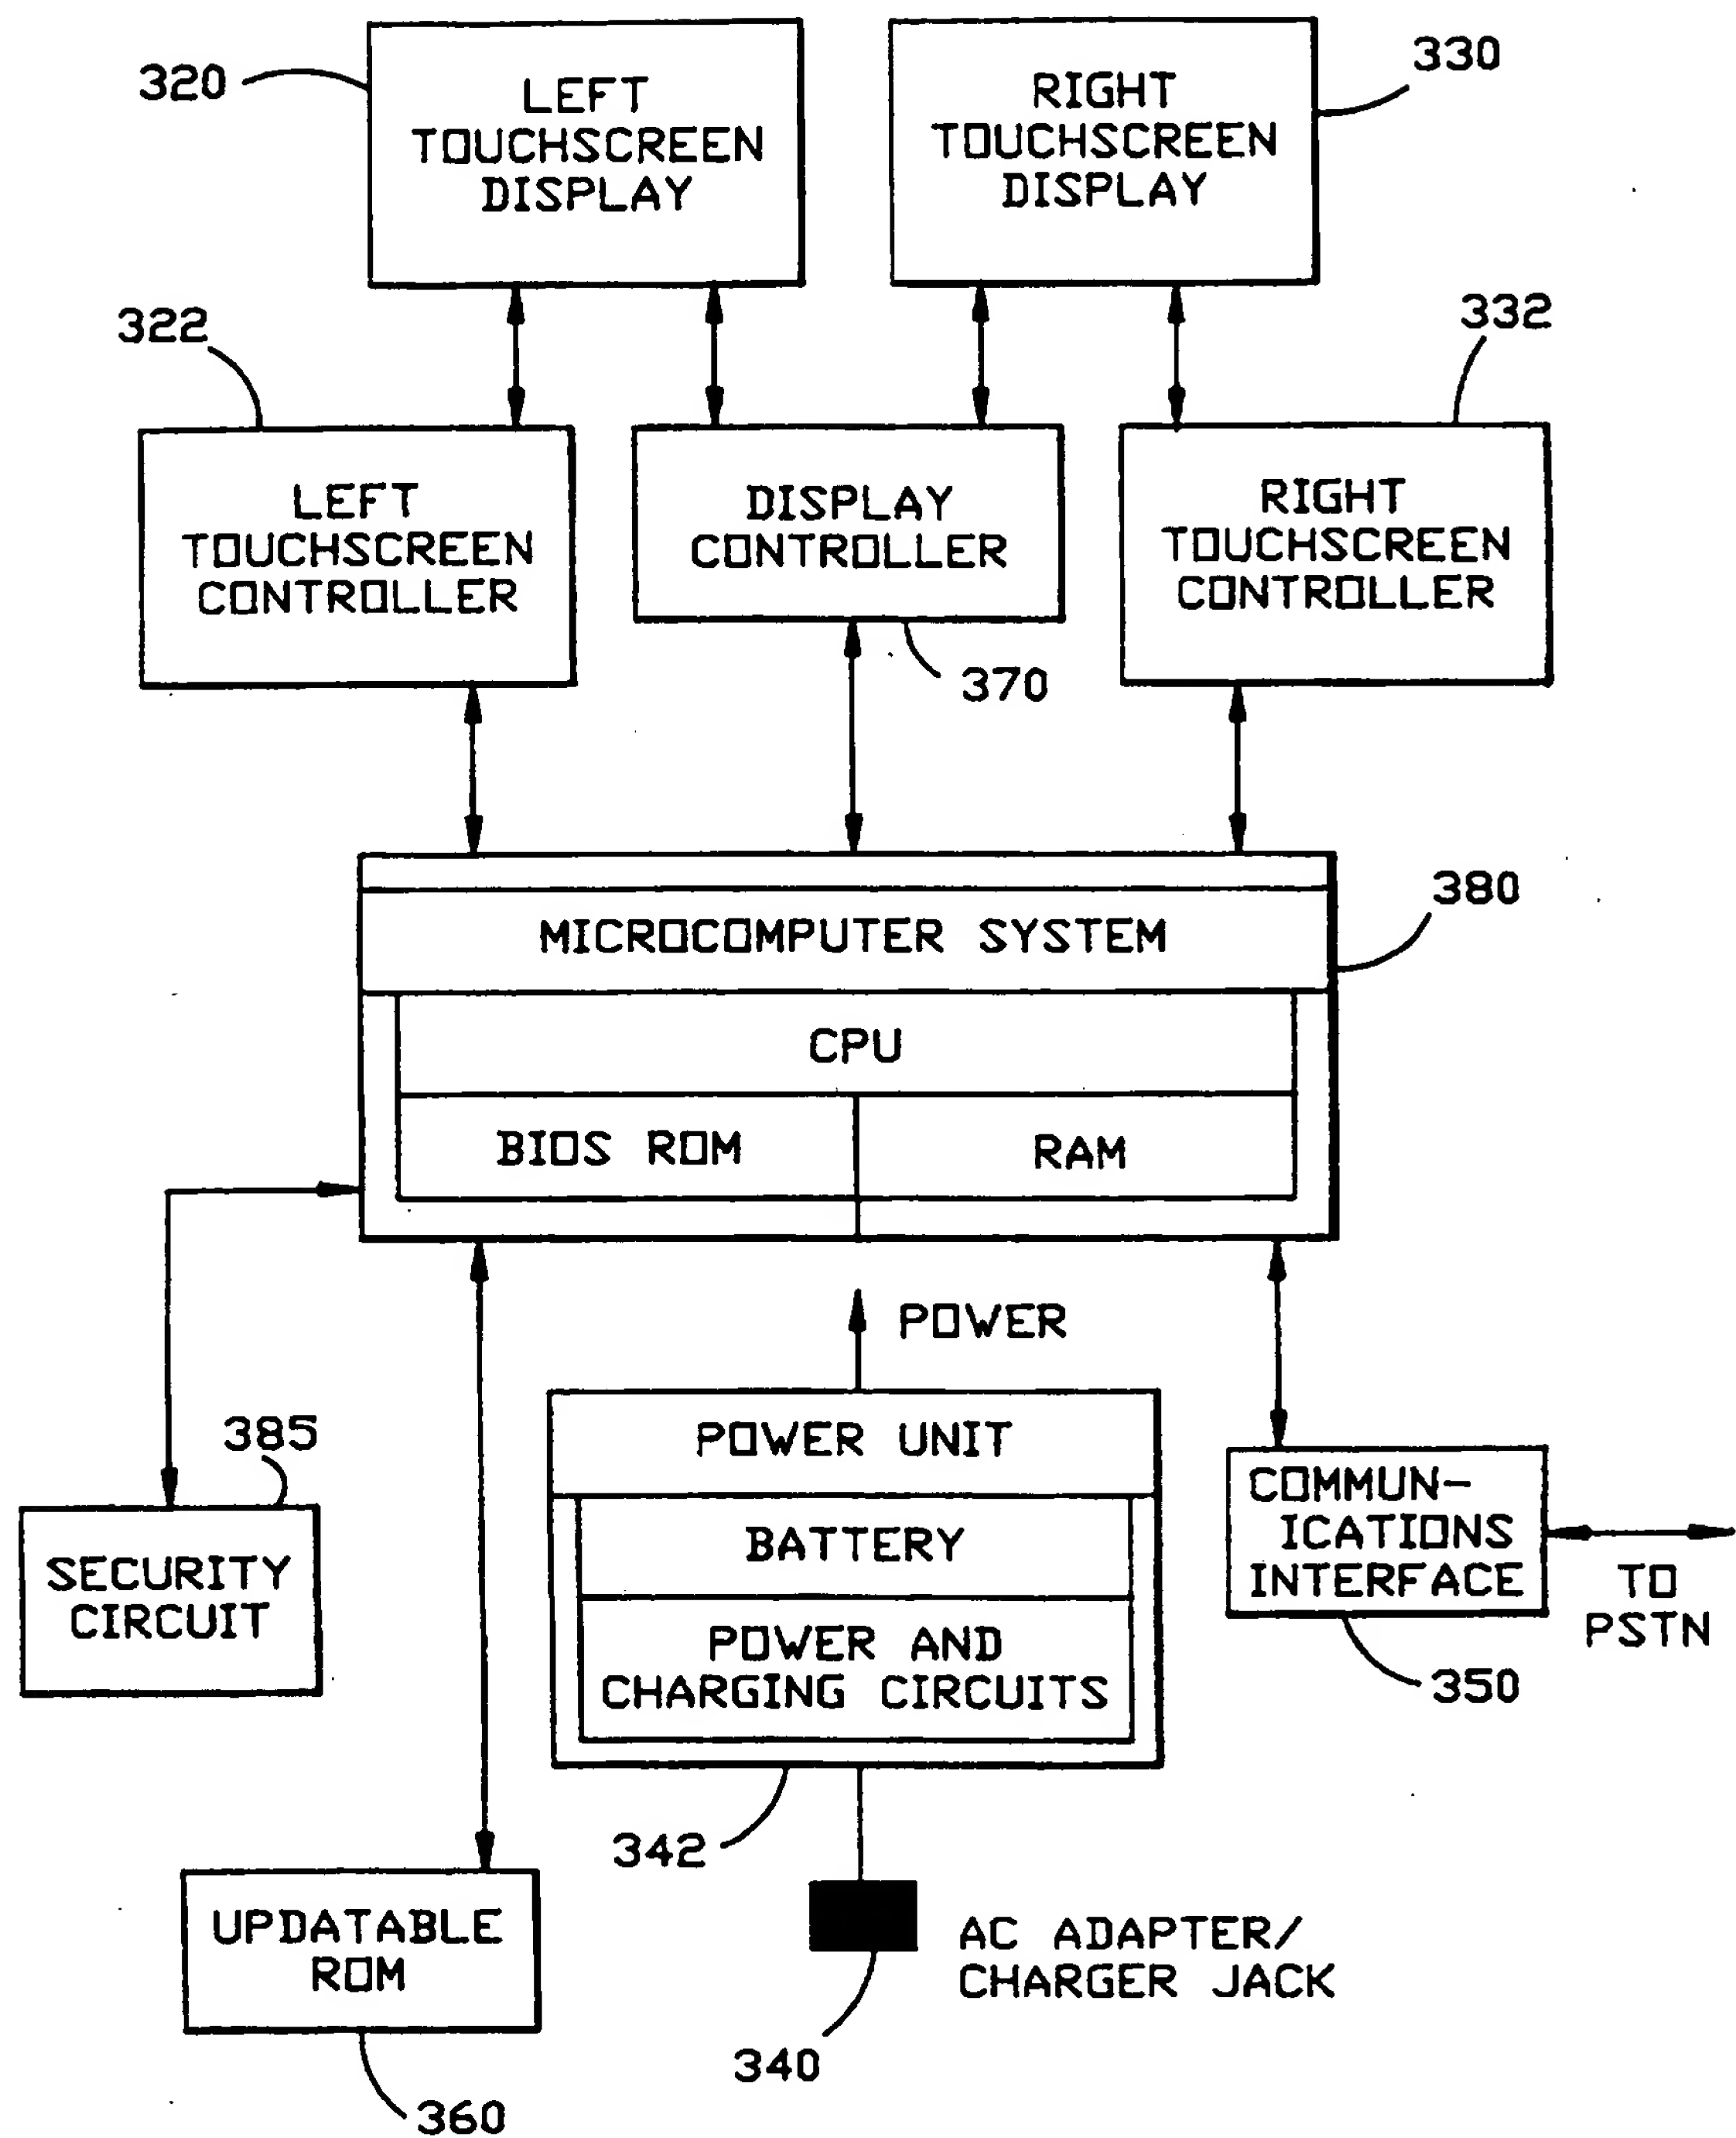 320
LEFT
TOUCHSCREEN
DISPLAY
330
RIGHT
TOUCHSCREEN
DISPLAY
322
332
LEFT
TOUCHSCREEN
CONTROLLER
DISPLAY
CONTROLLER
370
RIGHT
TOUCHSCREEN
CONTROLLER
380
MICROCOMPUTER SYSTEM
CPU
BIOS ROM
RAM
POWER
385
SECURITY
CIRCUIT
POWER UNIT
BATTERY
POWER AND
CHARGING CIRCUITS
342
COMMUN-
ICATIONS
INTERFACE
350
TO
PSTN
UPDATABLE
ROM
360
AC ADAPTER/
CHARGER JACK
340